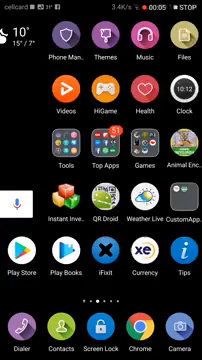 cellcard 31° 3.4K/s 00:05 STOP
10°
15° / 7°
Phone Man.. Themes Music Files
10:12
Videos HiGame Health Clock
51
Tools Top Apps Games Animal Enc..
Instant Inve.. QR Droid Weather Live CustomApp..
xe
Play Store Play Books iFixit Currency Tips
Dialer Contacts Screen Lock Chrome Camera